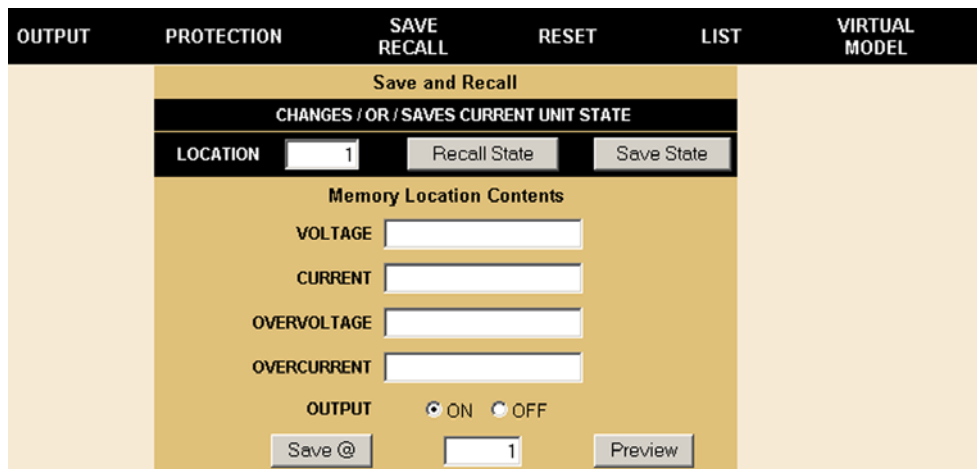 OUTPUT PROTECTION SAVE RECALL RESET LIST VIRTUAL MODEL
Save and Recall
CHANGES / OR / SAVES CURRENT UNIT STATE
LOCATION 1 Recall State Save State
Memory Location Contents
VOLTAGE
CURRENT
OVERVOLTAGE
OVERCURRENT
OUTPUT ON OFF
Save @ 1 Preview